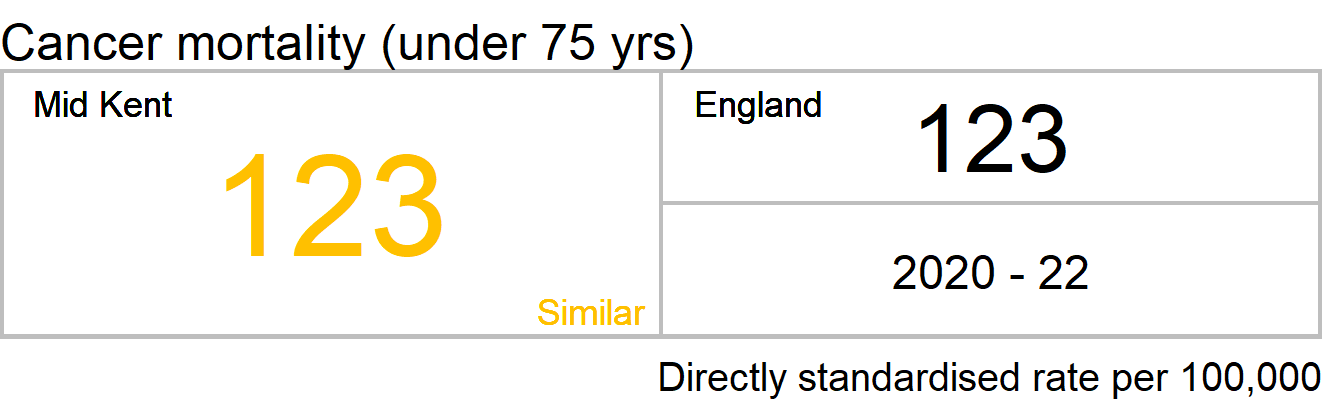 Cancer mortality (under 75 yrs)
Mid Kent
123
Similar
England
123
2020 - 22
Directly standardised rate per 100,000